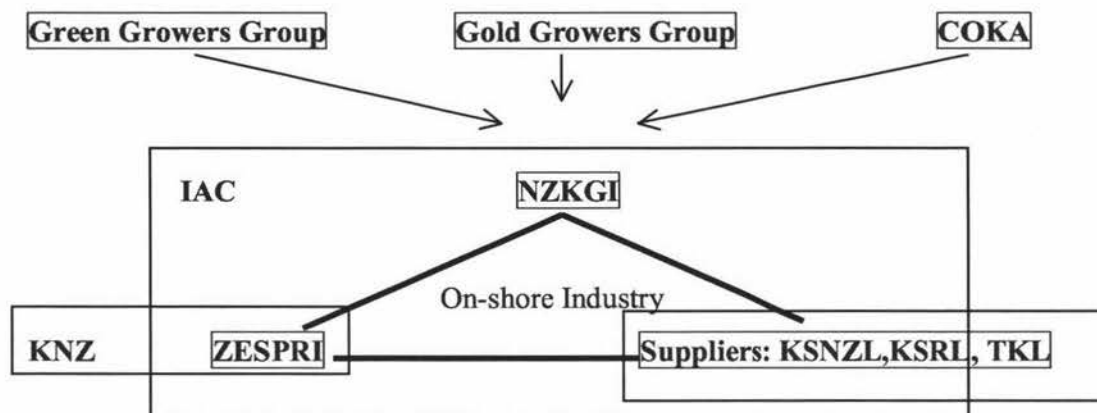 Green Growers Group Gold Growers Group COKA
IAC NZKGI
On-shore Industry
KNZ ZESPRI Suppliers: KSNZL,KSRL, TKL